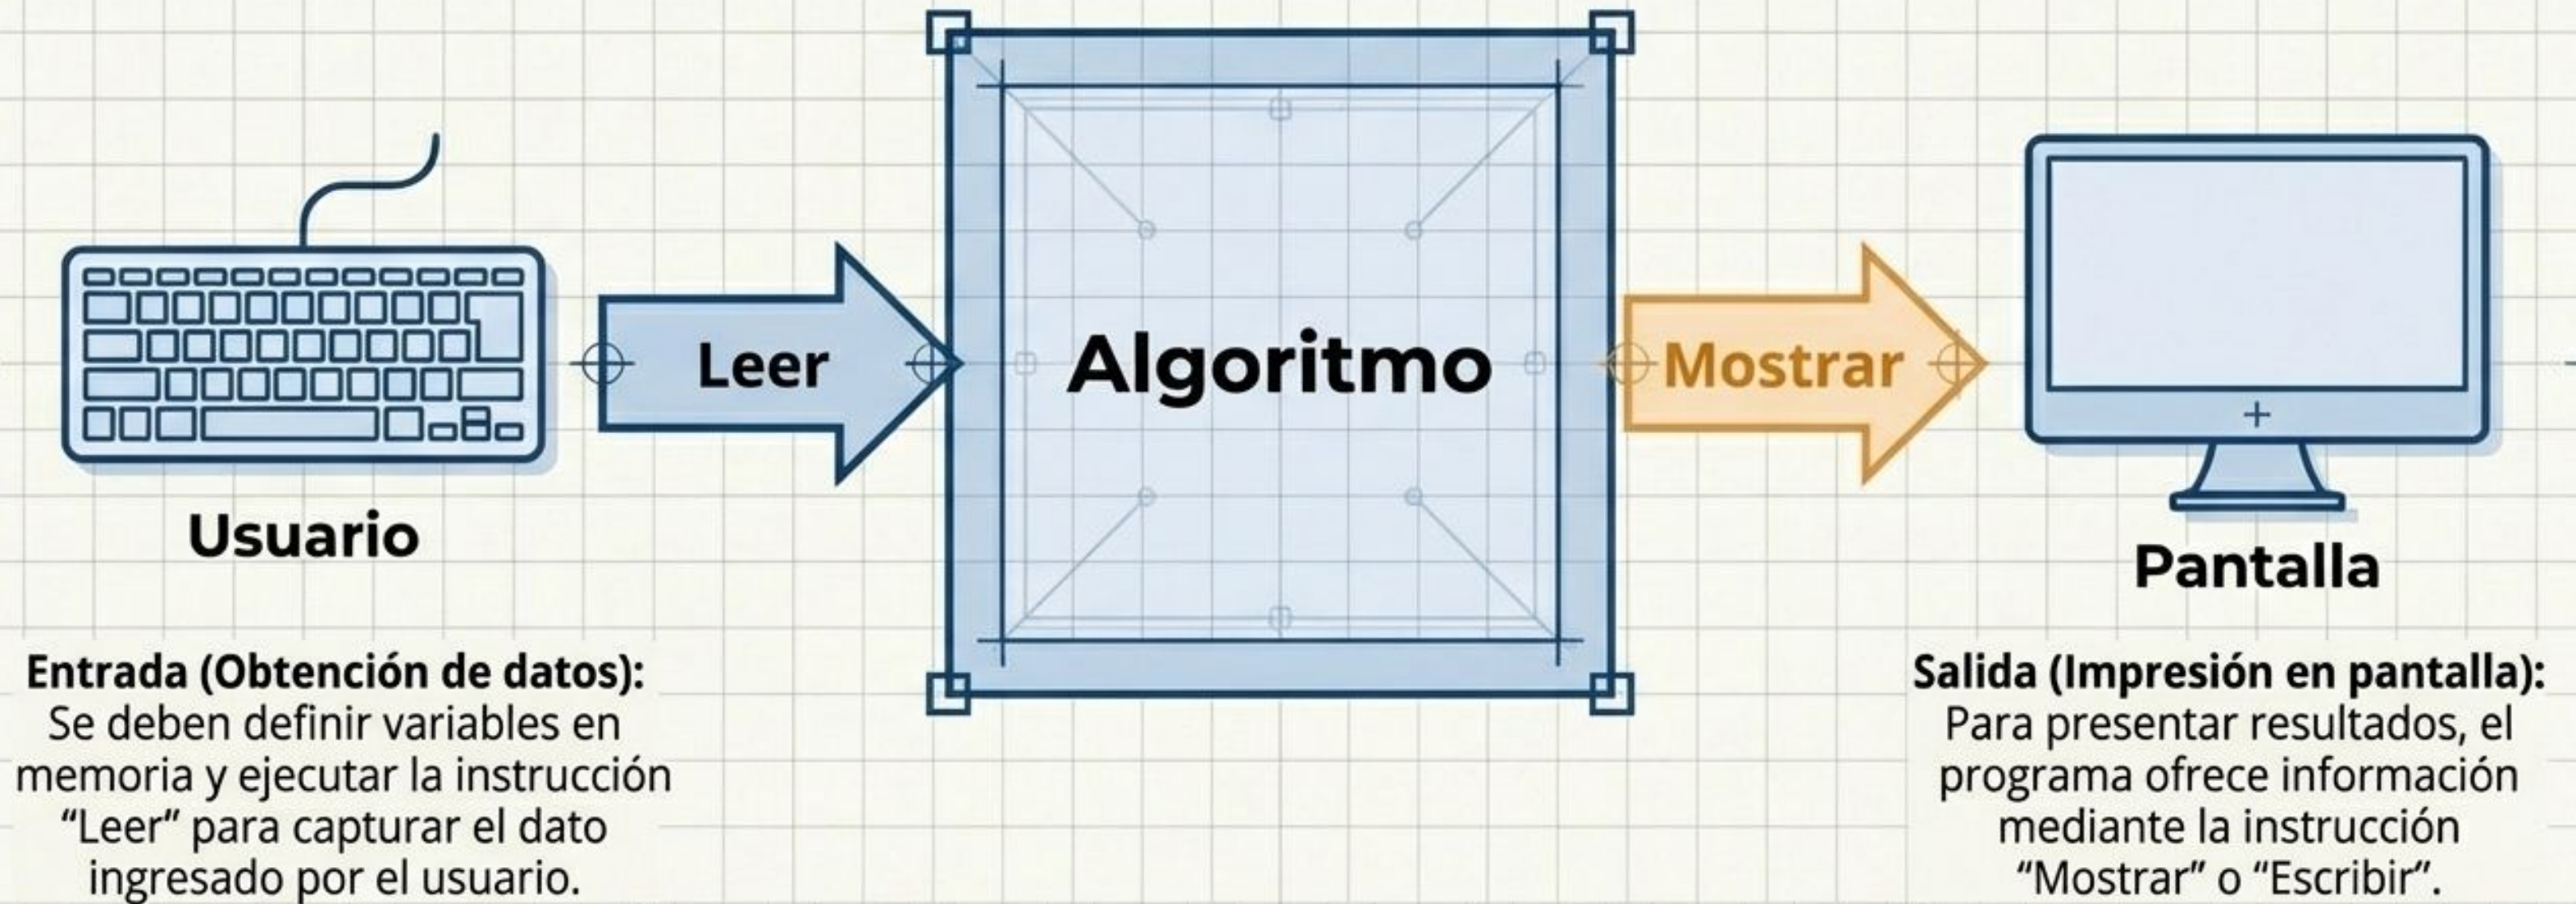 Leer
Algoritmo
Mostrar
Usuario
Pantalla
Entrada (Obtención de datos):
Se deben definir variables en
memoria y ejecutar la instrucción
“Leer” para capturar el dato
ingresado por el usuario.
Salida (Impresión en pantalla):
Para presentar resultados, el
programa ofrece información
mediante la instrucción
“Mostrar” o “Escribir”.